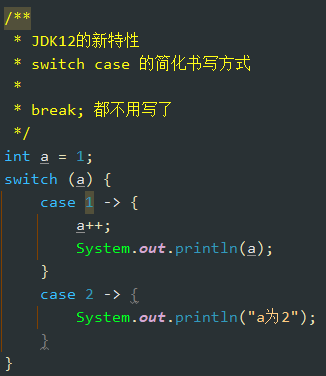 /**
 * JDK12的新特性
 * switch case 的简化书写方式
 *
 * break; 都不用写了
 */
int a = 1;
switch (a) {
    case 1 -> {
        a++;
        System.out.println(a);
    }
    case 2 -> {
        System.out.println("a为2");
    }
}